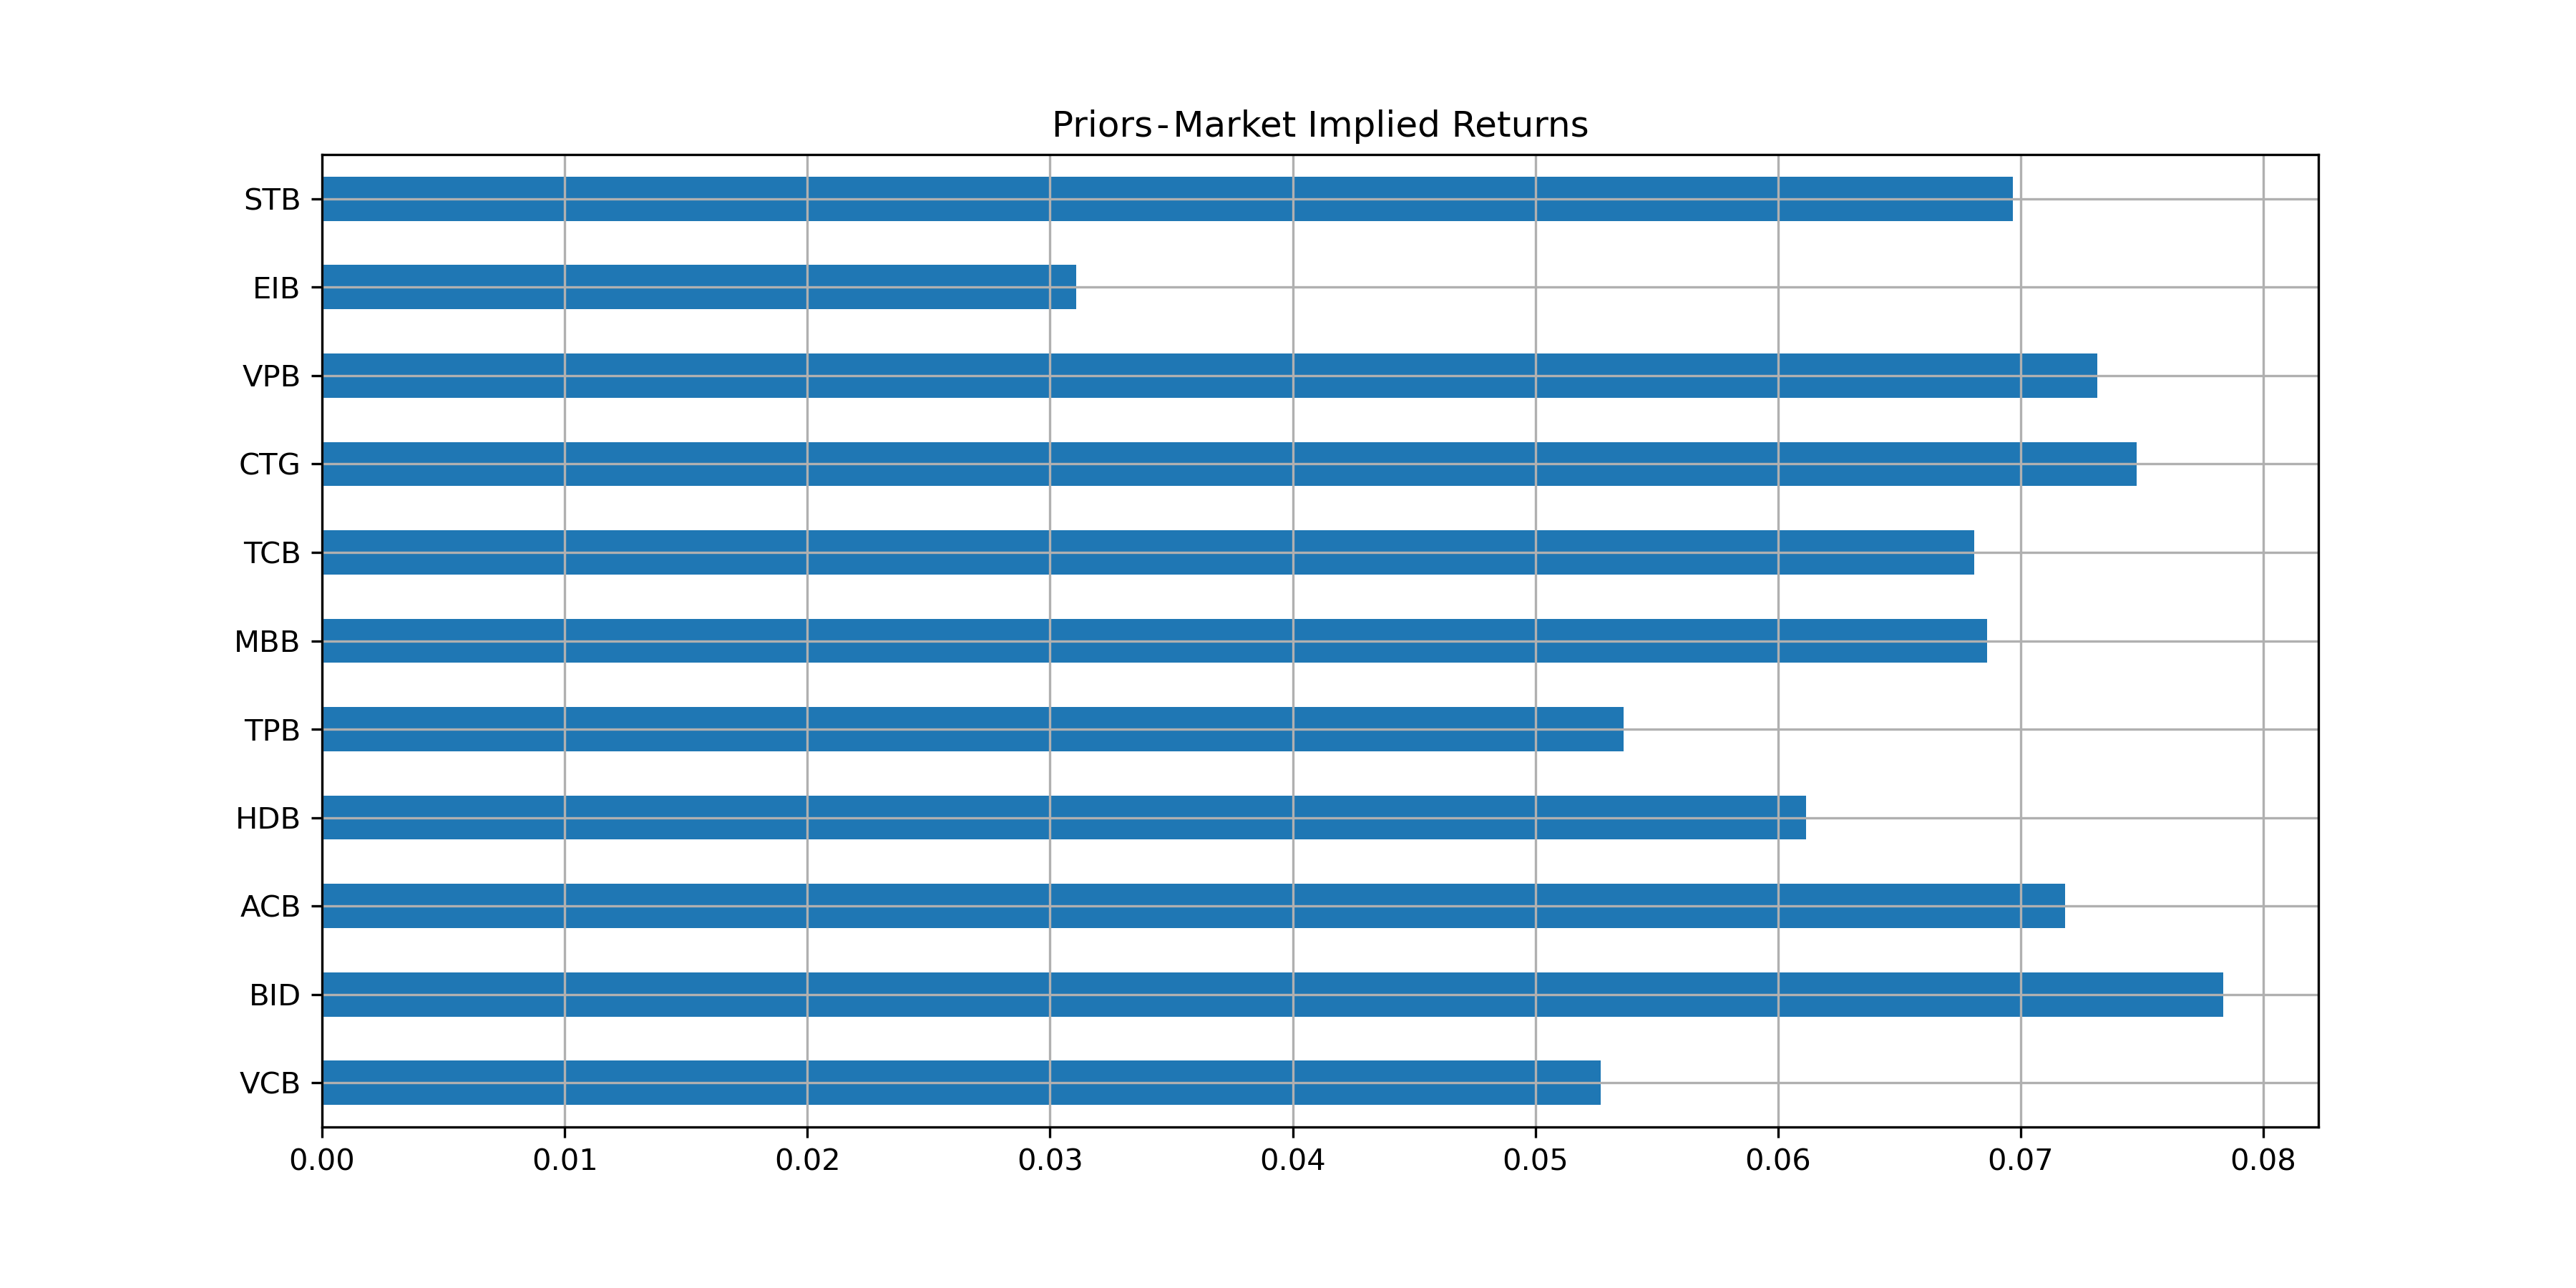 Priors-Market Implied Returns
STB
EIB
VPB
CTG
TCB
MBB
TPB
HDB
ACB
BID
VCB
0.00 0.01 0.02 0.03 0.04 0.05 0.06 0.07 0.08